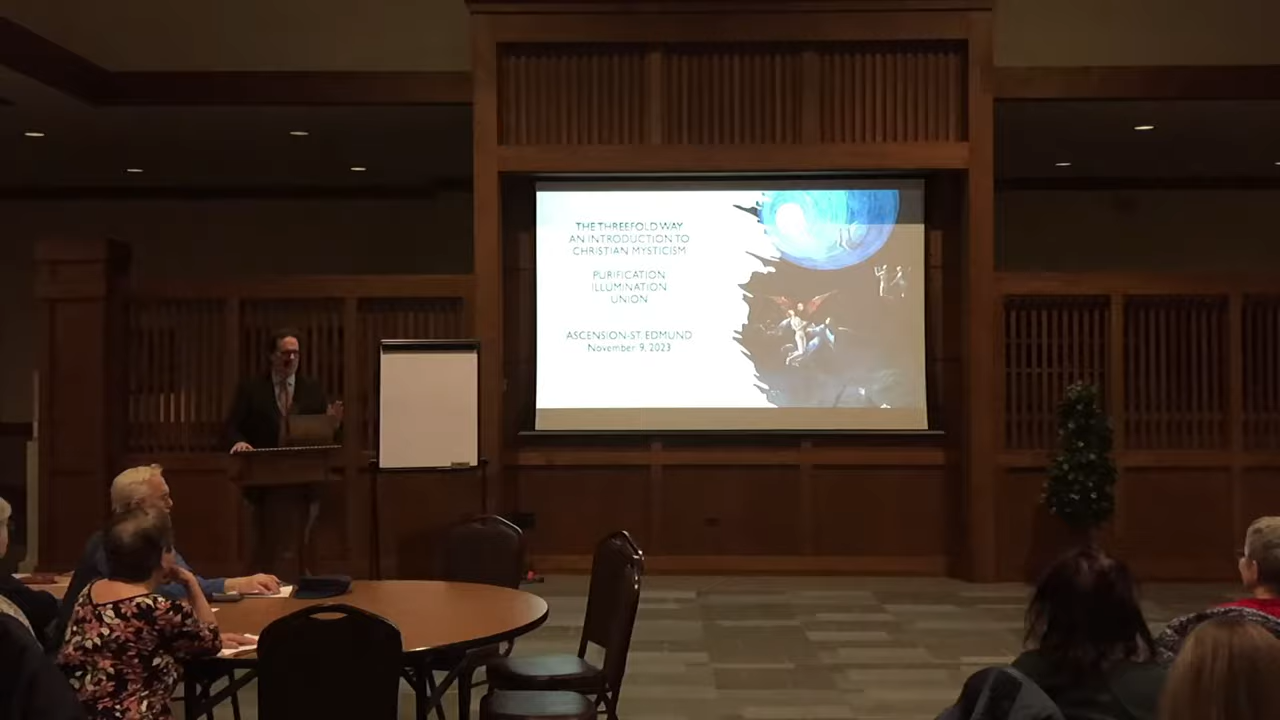 THE THREEFOLD WAY
AN INTRODUCTION TO
CHRISTIAN MYSTICISM
PURIFICATION
ILLUMINATION
UNION
ASCENSION-ST. EDMUND
November 9, 2023